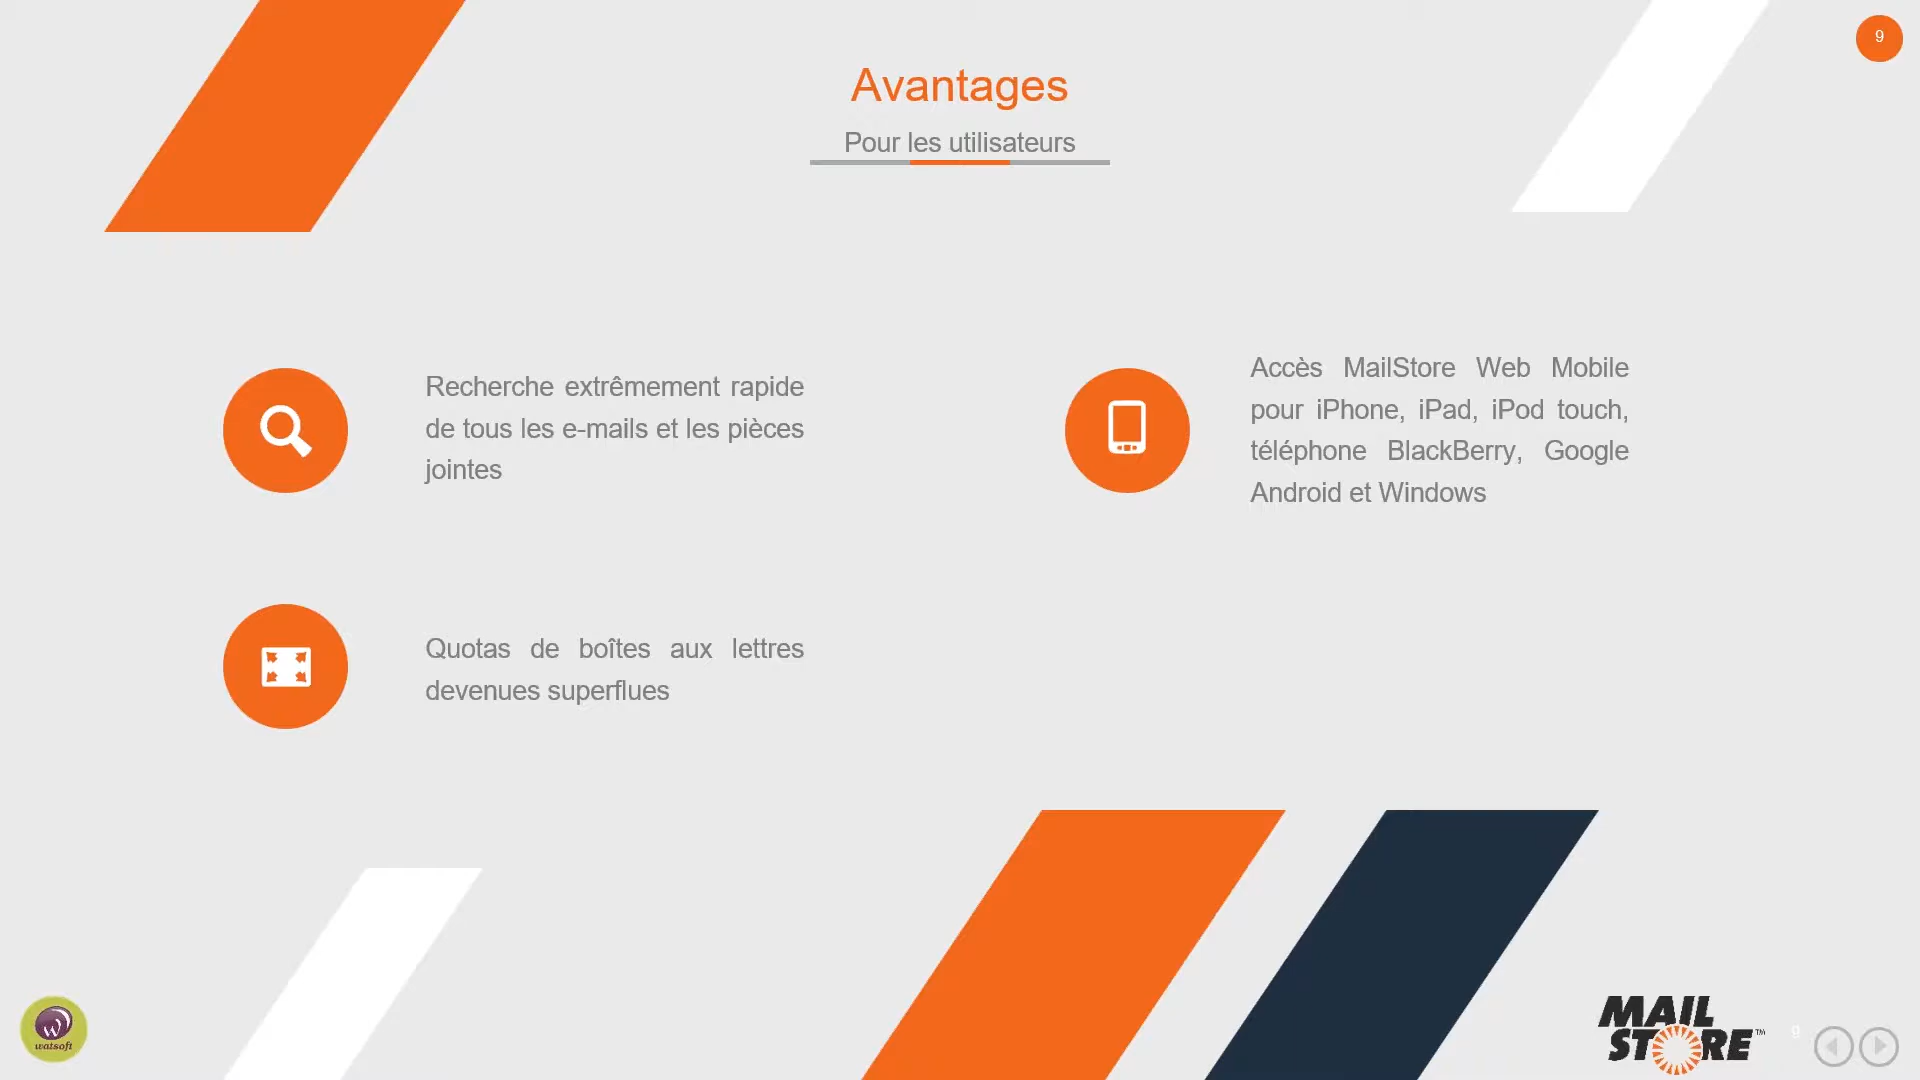 9
Avantages
Pour les utilisateurs
Recherche extrêmement rapide
de tous les e-mails et les pièces
jointes
Accès MailStore Web Mobile
pour iPhone, iPad, iPod touch,
téléphone BlackBerry, Google
Android et Windows
Quotas de boîtes aux lettres
devenues superflues
watsoft
MAIL
STORE™
9